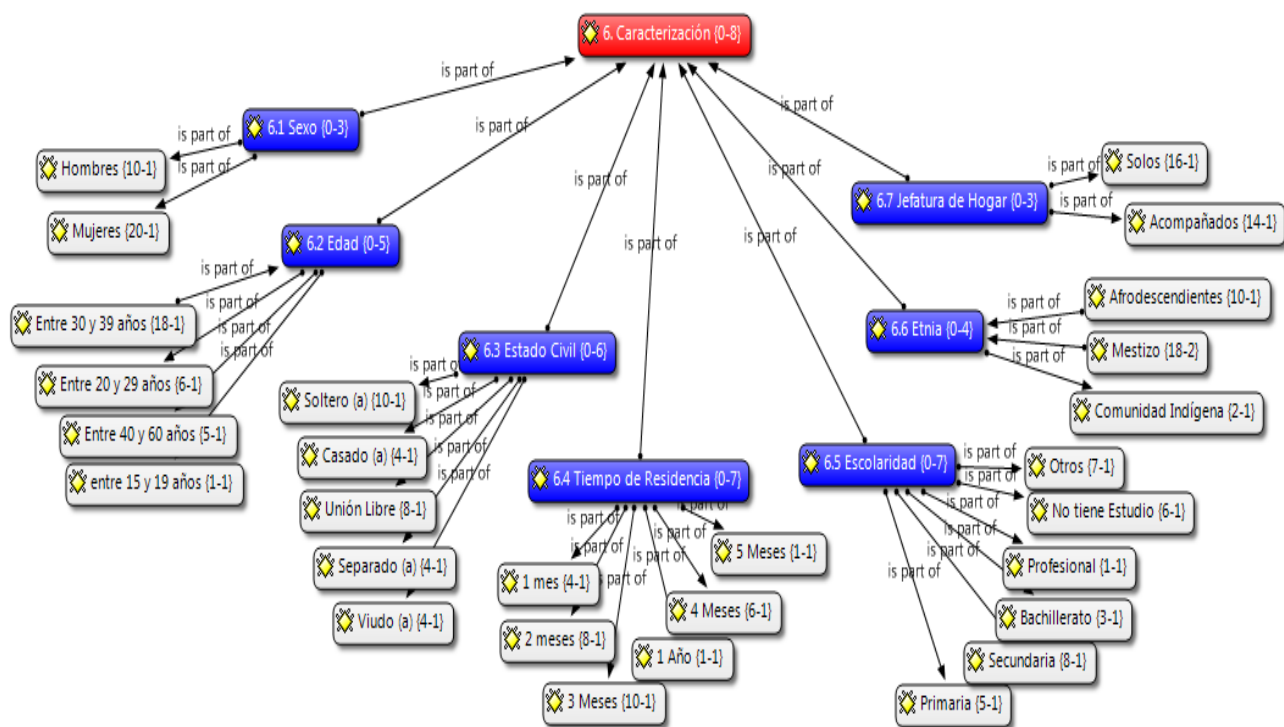 6. Caracterización {0-8}
is part of
is part of
is part of
is part of
is part of
is part of
is part of
6.1 Sexo {0-3}
is part of
is part of
Hombres {10-1}
Mujeres {20-1}
6.2 Edad {0-5}
is part of
is part of
is part of
is part of
Entre 30 y 39 años {18-1}
Entre 20 y 29 años {6-1}
Entre 40 y 60 años {5-1}
entre 15 y 19 años {1-1}
6.3 Estado Civil {0-6}
is part of
is part of
is part of
is part of
is part of
Soltero (a) {10-1}
Casado (a) {4-1}
Unión Libre {8-1}
Separado (a) {4-1}
Viudo (a) {4-1}
6.4 Tiempo de Residencia {0-7}
is part of
is part of
is part of
is part of
is part of
is part of
1 mes {4-1}
2 meses {8-1}
3 Meses {10-1}
1 Año {1-1}
4 Meses {6-1}
5 Meses {1-1}
6.5 Escolaridad {0-7}
is part of
is part of
is part of
is part of
is part of
is part of
Otros {7-1}
No tiene Estudio {6-1}
Profesional {1-1}
Bachillerato {3-1}
Secundaria {8-1}
Primaria {5-1}
6.6 Etnia {0-4}
is part of
is part of
is part of
Afrodescendientes {10-1}
Mestizo {18-2}
Comunidad Indígena {2-1}
6.7 Jefatura de Hogar {0-3}
is part of
is part of
Solos {16-1}
Acompañados {14-1}